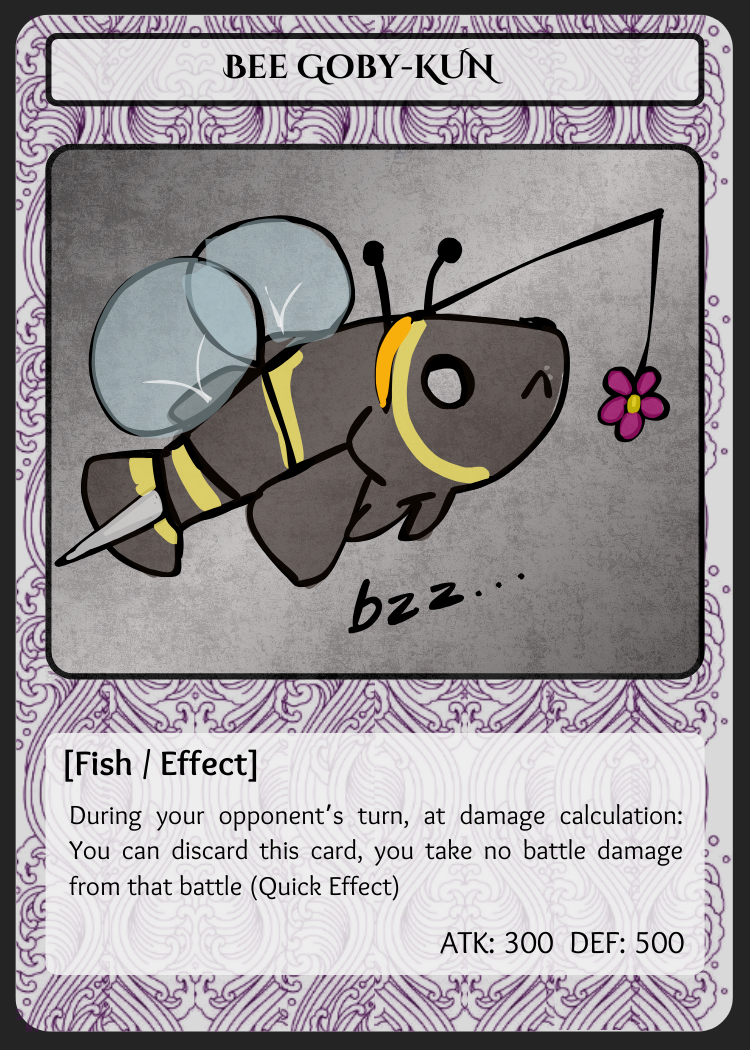 BEE GOBY-KUN
bzz...
[Fish / Effect]
During your opponent's turn, at damage calculation:
You can discard this card, you take no battle damage
from that battle (Quick Effect)
ATK: 300 DEF: 500